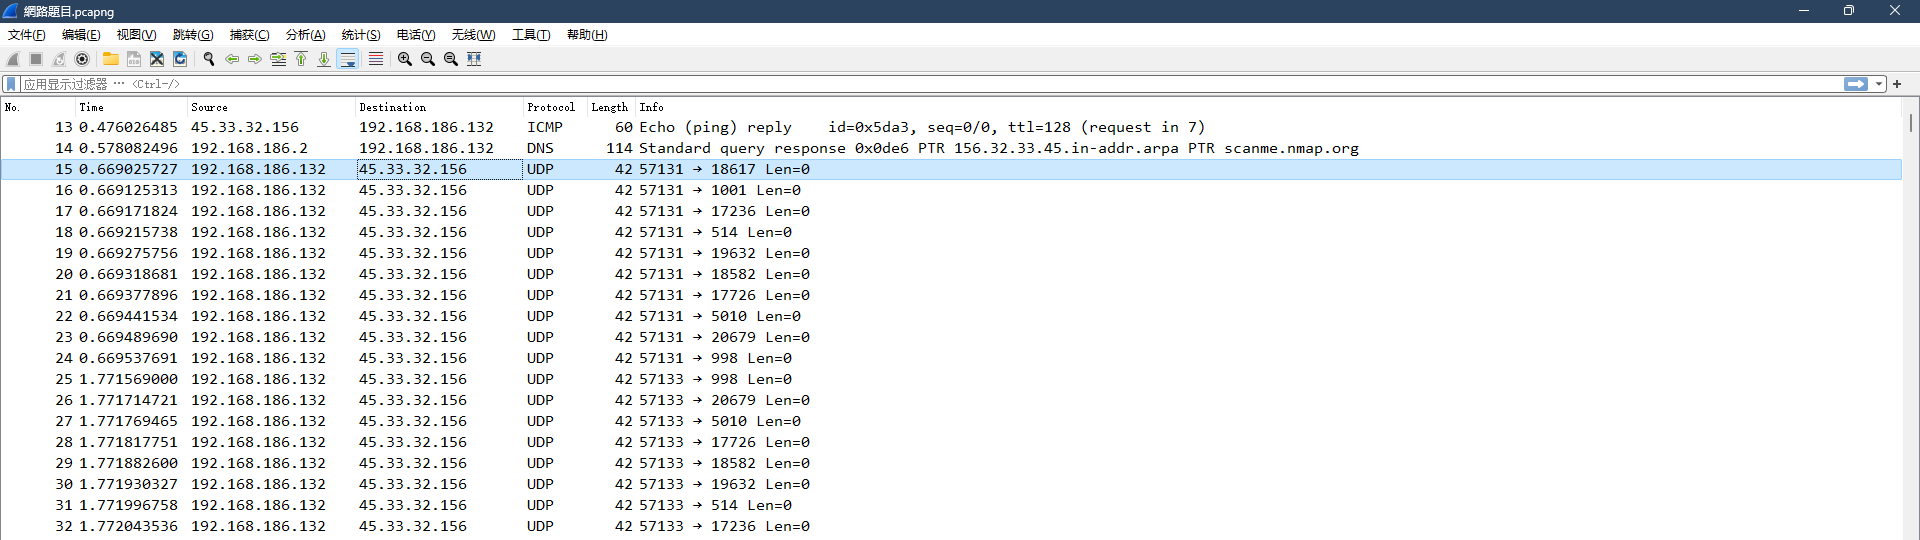 網路題目.pcapng
文件(F) 编辑(E) 视图(V) 跳转(G) 捕获(C) 分析(A) 统计(S) 电话(Y) 无线(W) 工具(T) 帮助(H)
应用显示过滤器 … <Ctrl-/>
No. Time Source Destination Protocol Length Info
13 0.476026485 45.33.32.156 192.168.186.132 ICMP 60 Echo (ping) reply id=0x5da3, seq=0/0, ttl=128 (request in 7)
14 0.578082496 192.168.186.2 192.168.186.132 DNS 114 Standard query response 0x0de6 PTR 156.32.33.45.in-addr.arpa PTR scanme.nmap.org
15 0.669025727 192.168.186.132 45.33.32.156 UDP 42 57131 → 18617 Len=0
16 0.669125313 192.168.186.132 45.33.32.156 UDP 42 57131 → 1001 Len=0
17 0.669171824 192.168.186.132 45.33.32.156 UDP 42 57131 → 17236 Len=0
18 0.669215738 192.168.186.132 45.33.32.156 UDP 42 57131 → 514 Len=0
19 0.669275756 192.168.186.132 45.33.32.156 UDP 42 57131 → 19632 Len=0
20 0.669318681 192.168.186.132 45.33.32.156 UDP 42 57131 → 18582 Len=0
21 0.669377896 192.168.186.132 45.33.32.156 UDP 42 57131 → 17726 Len=0
22 0.669441534 192.168.186.132 45.33.32.156 UDP 42 57131 → 5010 Len=0
23 0.669489690 192.168.186.132 45.33.32.156 UDP 42 57131 → 20679 Len=0
24 0.669537691 192.168.186.132 45.33.32.156 UDP 42 57131 → 998 Len=0
25 1.771569000 192.168.186.132 45.33.32.156 UDP 42 57133 → 998 Len=0
26 1.771714721 192.168.186.132 45.33.32.156 UDP 42 57133 → 20679 Len=0
27 1.771769465 192.168.186.132 45.33.32.156 UDP 42 57133 → 5010 Len=0
28 1.771817751 192.168.186.132 45.33.32.156 UDP 42 57133 → 17726 Len=0
29 1.771882600 192.168.186.132 45.33.32.156 UDP 42 57133 → 18582 Len=0
30 1.771930327 192.168.186.132 45.33.32.156 UDP 42 57133 → 19632 Len=0
31 1.771996758 192.168.186.132 45.33.32.156 UDP 42 57133 → 514 Len=0
32 1.772043536 192.168.186.132 45.33.32.156 UDP 42 57133 → 17236 Len=0